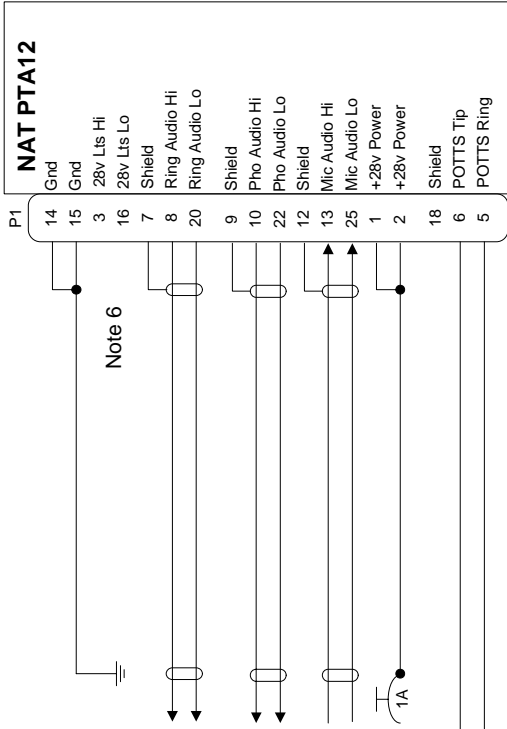 NAT PTA12
P1
14 Gnd
15 Gnd
3 28v Lts Hi
16 28v Lts Lo
7 Shield
8 Ring Audio Hi
20 Ring Audio Lo
9 Shield
10 Pho Audio Hi
22 Pho Audio Lo
12 Shield
13 Mic Audio Hi
25 Mic Audio Lo
1 +28v Power
2 +28v Power
18 Shield
6 POTTS Tip
5 POTTS Ring
Note 6
1A